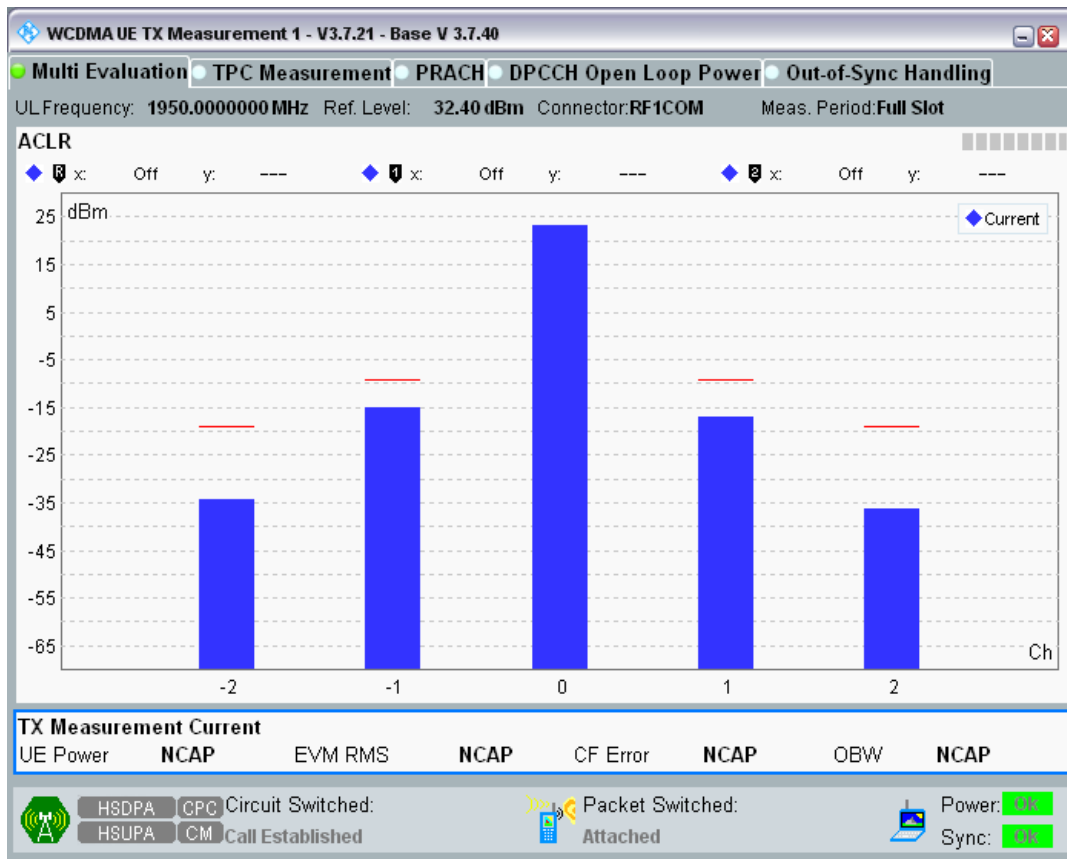 WCDMA UE TX Measurement 1 - V3.7.21 - Base V 3.7.40
Multi Evaluation TPC Measurement PRACH DPCCH Open Loop Power Out-of-Sync Handling
UL Frequency: 1950.0000000 MHz Ref. Level: 32.40 dBm Connector:RF1COM Meas. Period:Full Slot
ACLR
R x: Off y: --- 1 x: Off y: --- 2 x: Off y: ---
dBm
Current
25
15
5
-5
-15
-25
-35
-45
-55
-65
Ch
-2 -1 0 1 2
TX Measurement Current
UE Power NCAP EVM RMS NCAP CF Error NCAP OBW NCAP
HSDPA CPC Circuit Switched: Packet Switched: Power: Ok
HSUPA CM Call Established Attached Sync: Ok